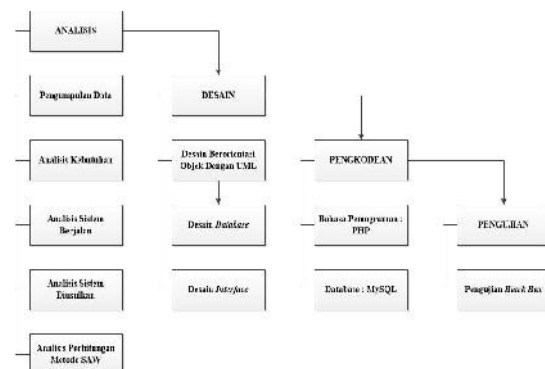 ANALISIS
Pengumpulan Data
Analisis Kebutuhan
Analisis Sistem
Berjalan
Analisis Sistem
Diusulkan
Analisis Perhitungan
Metode SAW
DESAIN
Desain Berorientasi
Objek Dengan UML
Desain Database
Desain Interface
PENGKODEAN
Bahasa Pemograman :
PHP
Database : MySQL
PENGUJIAN
Pengujian Black Box